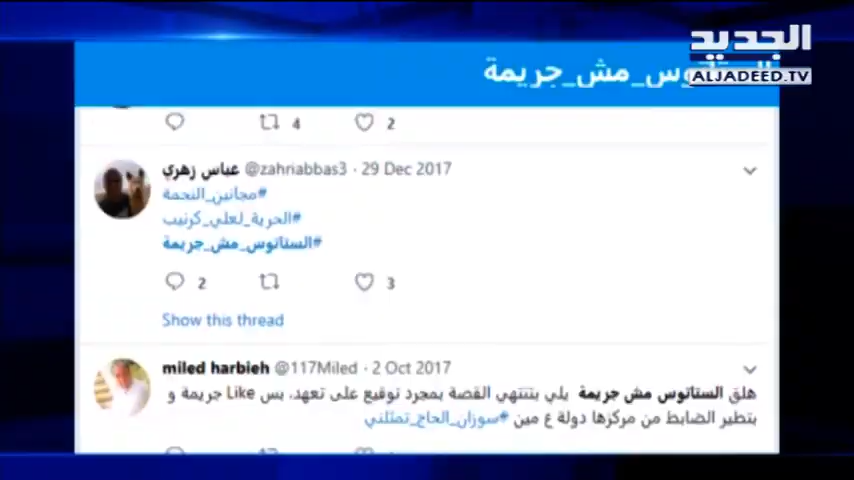 الجديد
ALJADEED.TV
الستاتوس_مش_جريمة
4 2
عباس زهري @zahriabbas3 · 29 Dec 2017
#مجانين_النجمة
#الحرية_لعلي_كرنيب
#الستاتوس_مش_جريمة
2 3
Show this thread
miled harbieh @117Miled · 2 Oct 2017
هلق الستاتوس مش جريمة يلي بتنتهي القصة بمجرد توقيع على تعهد، بس Like جريمة و
بتطير الضابط من مركزها دولة ع مين #سوزان_الحاج_تمثلني